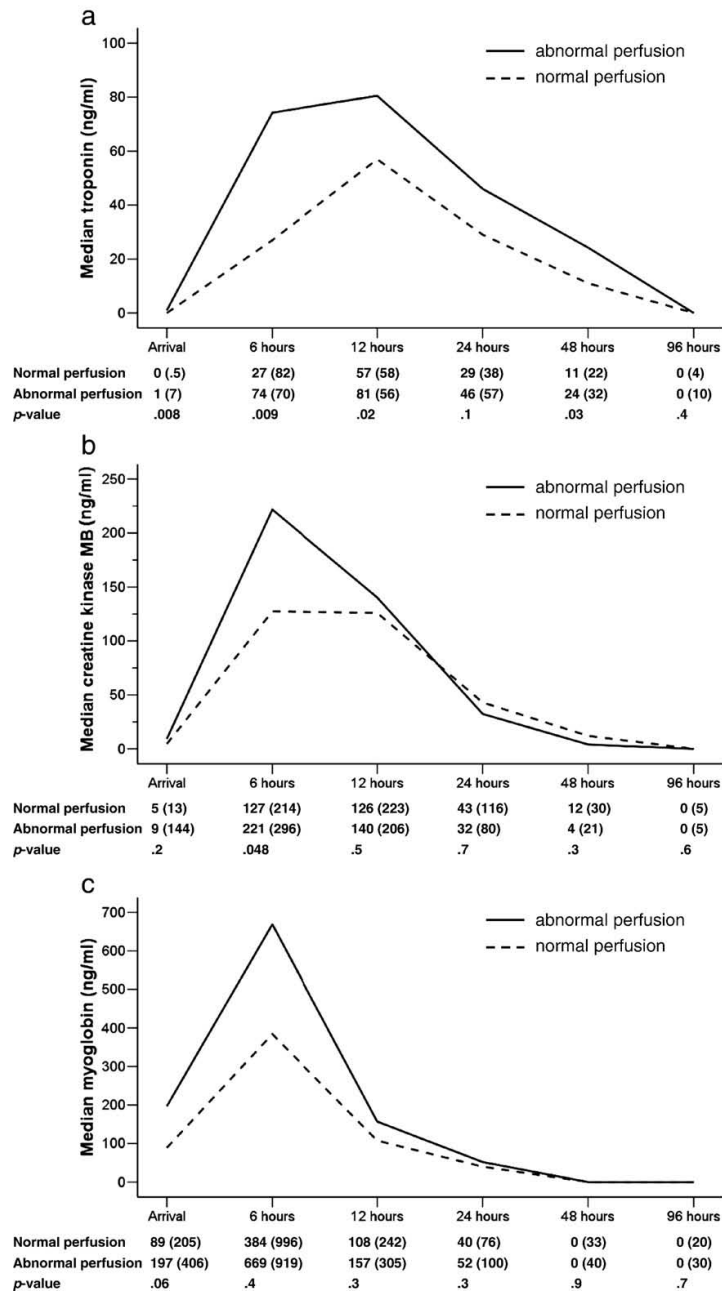 a
100
80
60
40
20
0
Median troponin (ng/ml)
abnormal perfusion
normal perfusion
Arrival 6 hours 12 hours 24 hours 48 hours 96 hours
Normal perfusion 0 (.5) 27 (82) 57 (58) 29 (38) 11 (22) 0 (4)
Abnormal perfusion 1 (7) 74 (70) 81 (56) 46 (57) 24 (32) 0 (10)
p-value .008 .009 .02 .1 .03 .4
b
250
200
150
100
50
0
Median creatine kinase MB (ng/ml)
abnormal perfusion
normal perfusion
Arrival 6 hours 12 hours 24 hours 48 hours 96 hours
Normal perfusion 5 (13) 127 (214) 126 (223) 43 (116) 12 (30) 0 (5)
Abnormal perfusion 9 (144) 221 (296) 140 (206) 32 (80) 4 (21) 0 (5)
p-value .2 .048 .5 .7 .3 .6
c
700
600
500
400
300
200
100
0
Median myoglobin (ng/ml)
abnormal perfusion
normal perfusion
Arrival 6 hours 12 hours 24 hours 48 hours 96 hours
Normal perfusion 89 (205) 384 (996) 108 (242) 40 (76) 0 (33) 0 (20)
Abnormal perfusion 197 (406) 669 (919) 157 (305) 52 (100) 0 (40) 0 (30)
p-value .06 .4 .3 .3 .9 .7